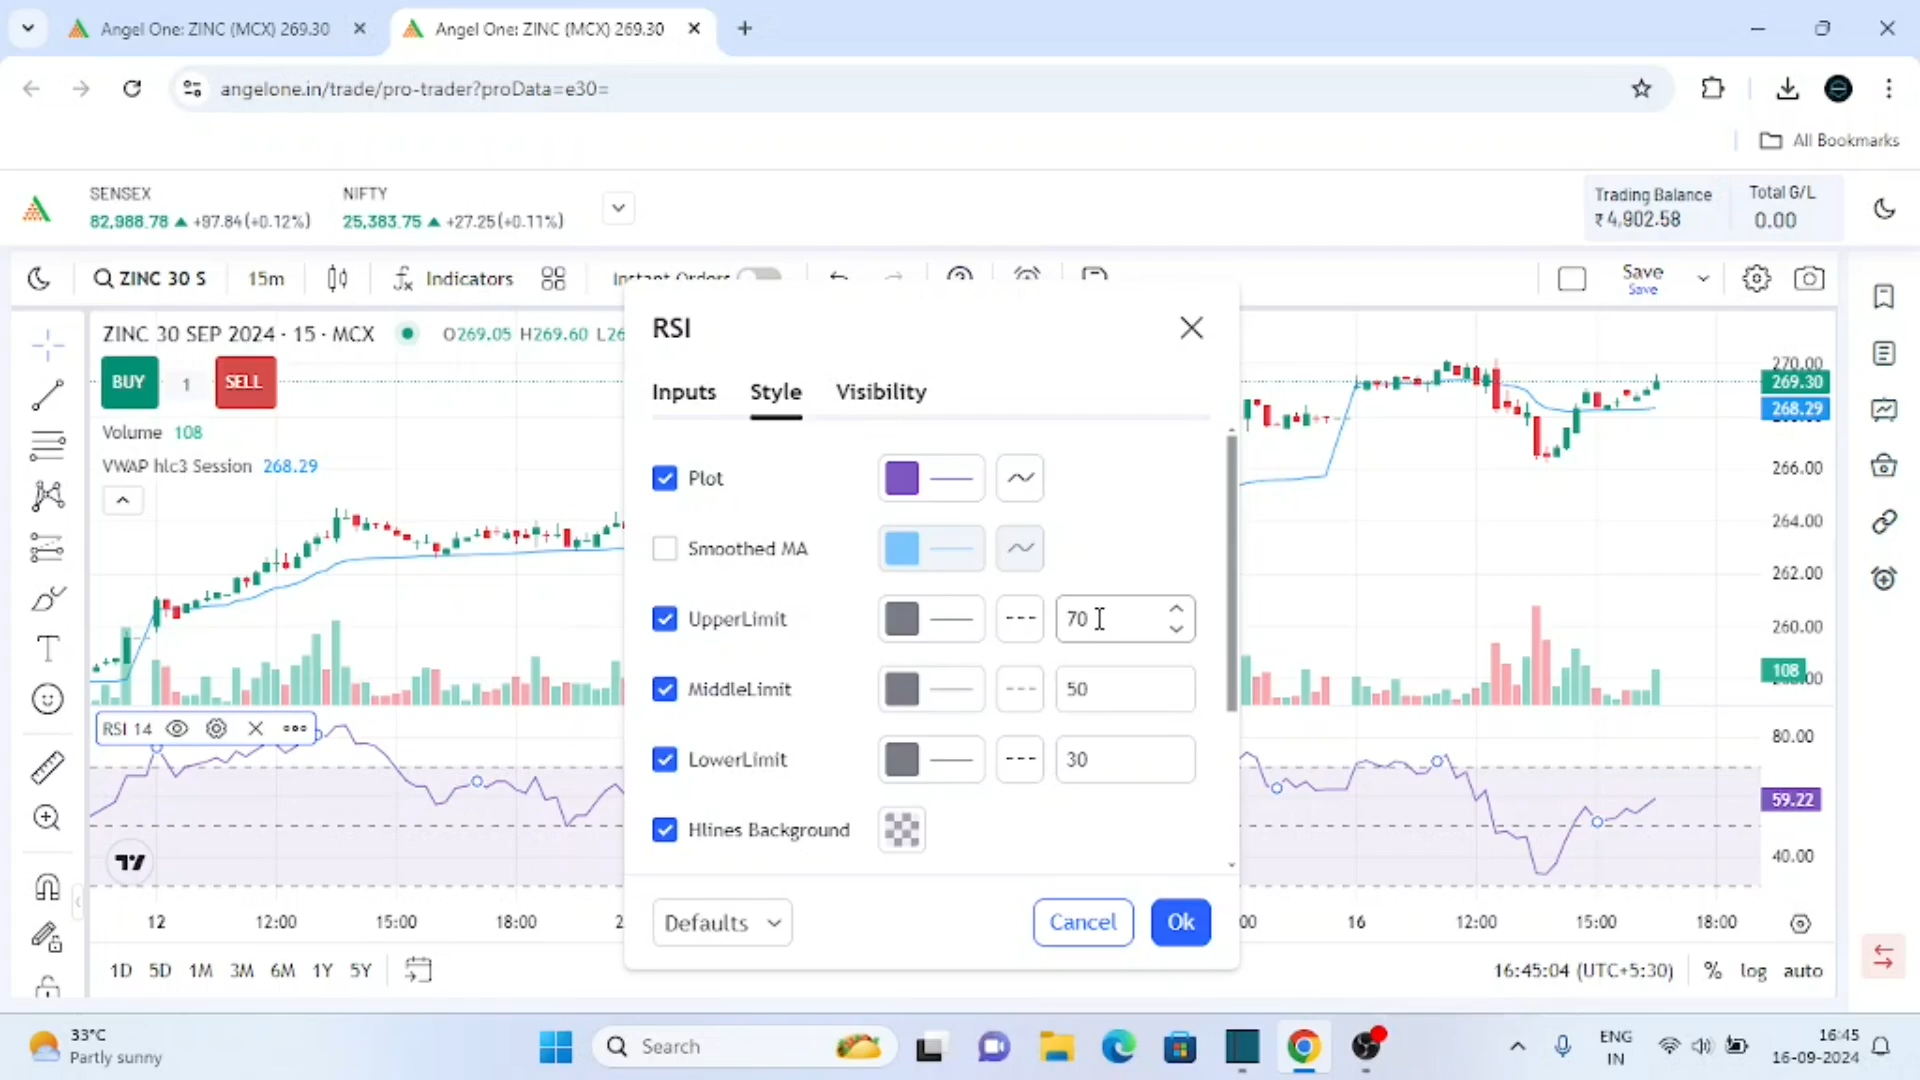 Angel One: ZINC (MCX) 269.30
Angel One: ZINC (MCX) 269.30
angelone.in/trade/pro-trader?proData=e30=
All Bookmarks
SENSEX
82,988.78 ▲ +97.84(+0.12%)
NIFTY
25,383.75 ▲ +27.25(+0.11%)
Trading Balance
₹4,902.58
Total G/L
0.00
ZINC 30 S
15m
Indicators
Instant Orders
Save
Save
ZINC 30 SEP 2024 · 15 · MCX
O269.05 H269.60 L26
BUY
1
SELL
Volume 108
VWAP hlc3 Session 268.29
RSI
Inputs
Style
Visibility
Plot
Smoothed MA
UpperLimit
70
MiddleLimit
50
LowerLimit
30
Hlines Background
Defaults
Cancel
Ok
270.00
269.30
268.29
266.00
264.00
262.00
260.00
108
RSI 14
80.00
59.22
40.00
12
12:00
15:00
18:00
2
00
16
12:00
15:00
18:00
1D 5D 1M 3M 6M 1Y 5Y
16:45:04 (UTC+5:30)
% log auto
33°C
Partly sunny
Search
ENG
IN
16:45
16-09-2024